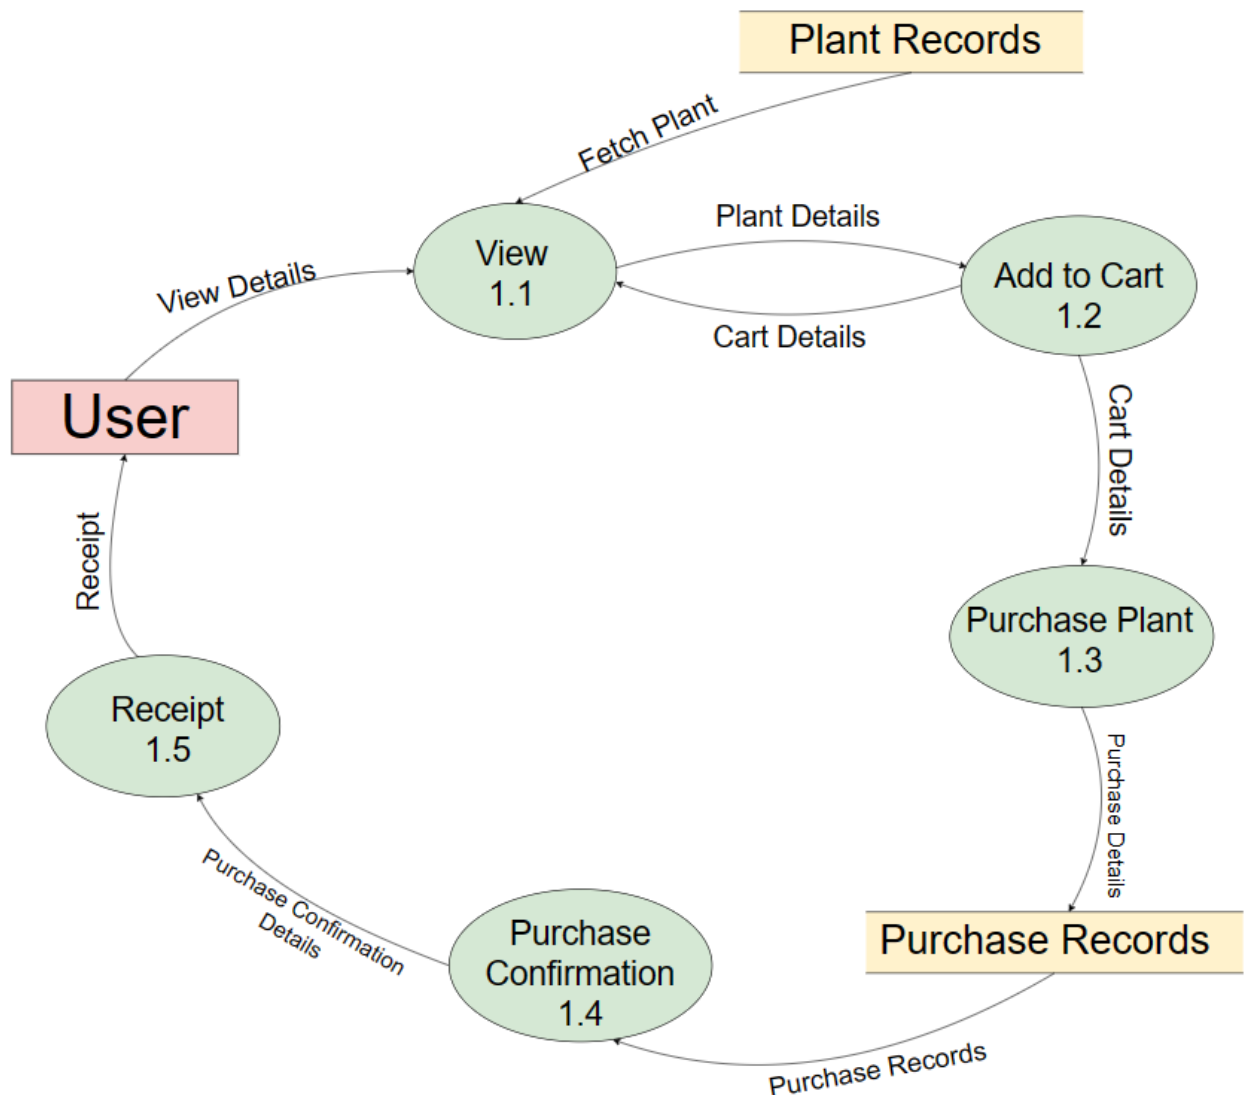 Plant Records
Fetch Plant
View
1.1
Plant Details
Add to Cart
1.2
View Details
Cart Details
User
Cart Details
Receipt
Purchase Plant
1.3
Receipt
1.5
Purchase Details
Purchase Confirmation
Details
Purchase
Confirmation
1.4
Purchase Records
Purchase Records